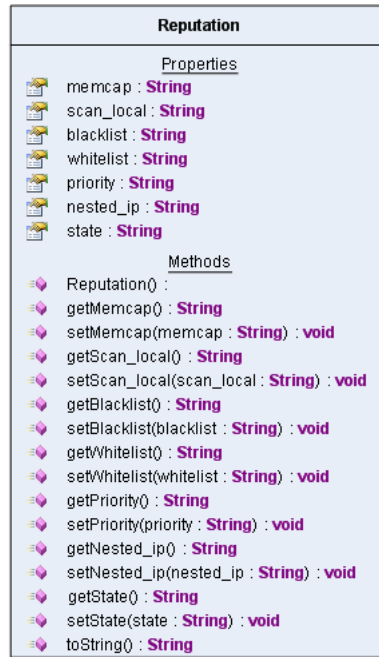 Reputation
Properties
memcap : String
scan_local : String
blacklist : String
whitelist : String
priority : String
nested_ip : String
state : String
Methods
Reputation() :
getMemcap() : String
setMemcap(memcap : String) : void
getScan_local() : String
setScan_local(scan_local : String) : void
getBlacklist() : String
setBlacklist(blacklist : String) : void
getWhitelist() : String
setWhitelist(whitelist : String) : void
getPriority() : String
setPriority(priority : String) : void
getNested_ip() : String
setNested_ip(nested_ip : String) : void
getState() : String
setState(state : String) : void
toString() : String